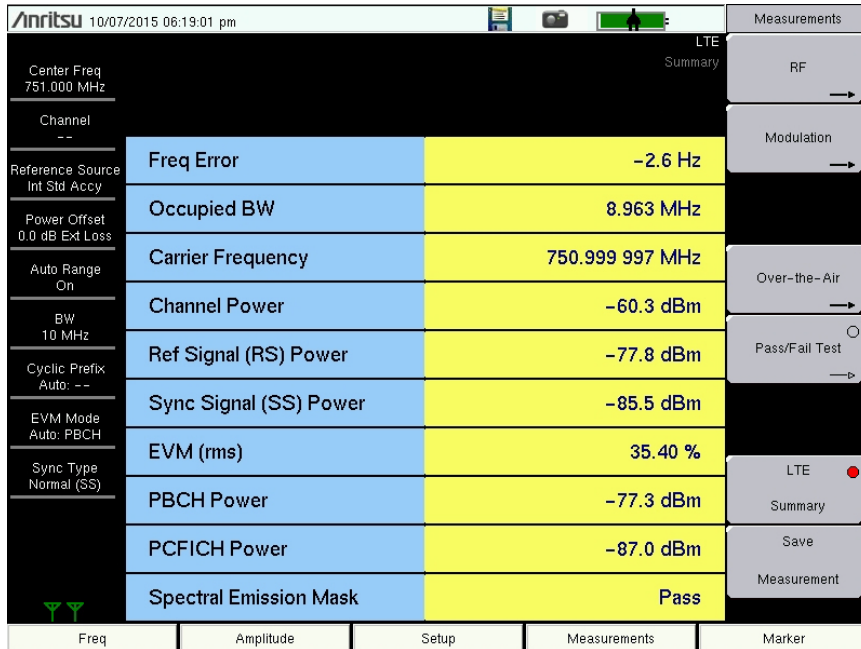 Anritsu 10/07/2015 06:19:01 pm
Measurements
LTE
Summary
Center Freq
751.000 MHz
Channel
--
Reference Source
Int Std Accy
Power Offset
0.0 dB Ext Loss
Auto Range
On
BW
10 MHz
Cyclic Prefix
Auto: --
EVM Mode
Auto: PBCH
Sync Type
Normal (SS)
Freq Error -2.6 Hz
Occupied BW 8.963 MHz
Carrier Frequency 750.999 997 MHz
Channel Power -60.3 dBm
Ref Signal (RS) Power -77.8 dBm
Sync Signal (SS) Power -85.5 dBm
EVM (rms) 35.40 %
PBCH Power -77.3 dBm
PCFICH Power -87.0 dBm
Spectral Emission Mask Pass
RF
Modulation
Over-the-Air
Pass/Fail Test
LTE
Summary
Save
Measurement
Freq Amplitude Setup Measurements Marker